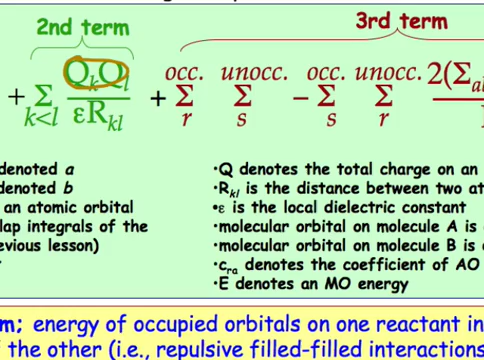 2nd term
3rd term
+ Σ k<l QkQl / εRkl + occ. Σ r unocc. Σ s − occ. Σ s unocc. Σ r 2(Σ
denoted a
denoted b
an atomic orbital
lap integrals of the
evious lesson)
•Q denotes the total charge on an
•Rkl is the distance between two at
•ε is the local dielectric constant
•molecular orbital on molecule A is
•molecular orbital on molecule B is
•cra denotes the coefficient of AO
•E denotes an MO energy
m; energy of occupied orbitals on one reactant in
the other (i.e., repulsive filled-filled interactions